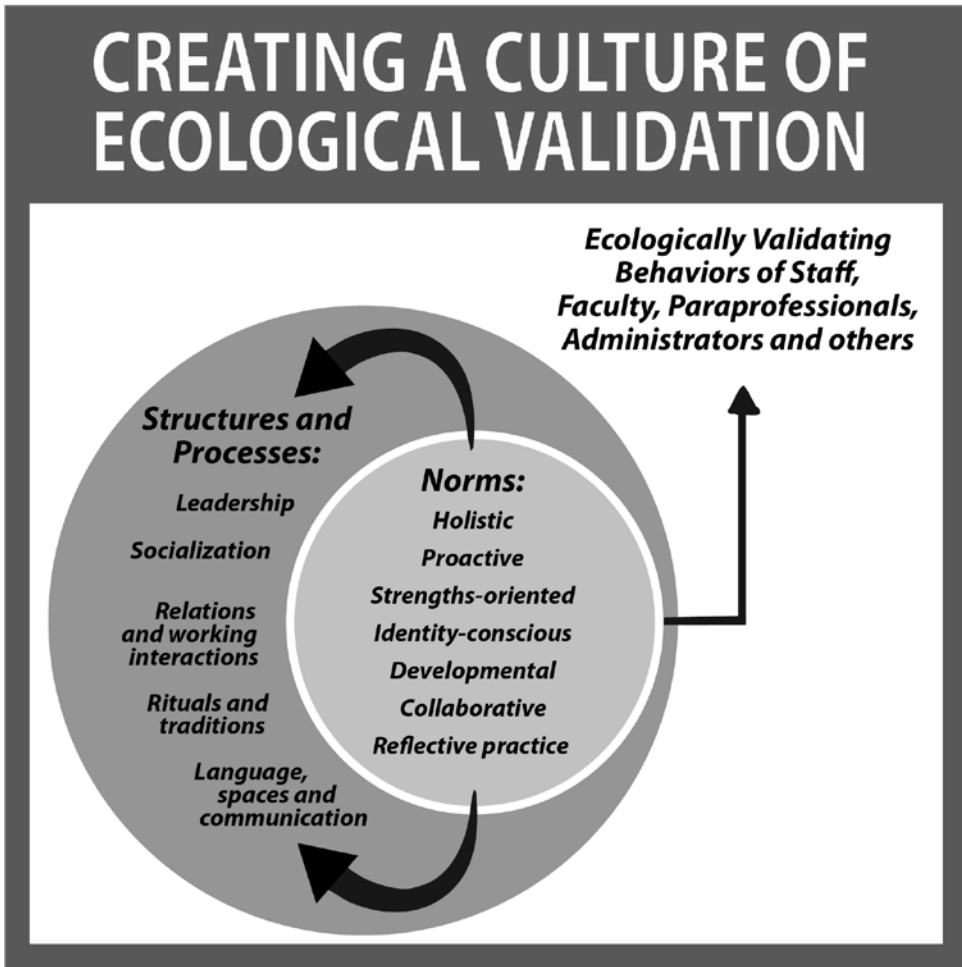 CREATING A CULTURE OF
ECOLOGICAL VALIDATION
Ecologically Validating
Behaviors of Staff,
Faculty, Paraprofessionals,
Administrators and others
Structures and
Processes:
Leadership
Socialization
Relations
and working
interactions
Rituals and
traditions
Language,
spaces and
communication
Norms:
Holistic
Proactive
Strengths-oriented
Identity-conscious
Developmental
Collaborative
Reflective practice